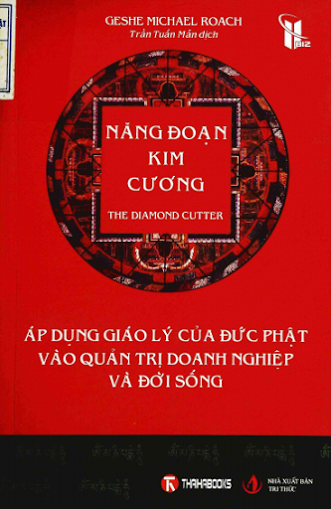 GESHE MICHAEL ROACH
Trần Tuấn Mẫn dịch
BIZ
NĂNG ĐOẠN
KIM
CƯƠNG
THE DIAMOND CUTTER
ÁP DỤNG GIÁO LÝ CỦA ĐỨC PHẬT
VÀO QUẢN TRỊ DOANH NGHIỆP
VÀ ĐỜI SỐNG
THAIHABOOKS
NHÀ XUẤT BẢN
TRI THỨC